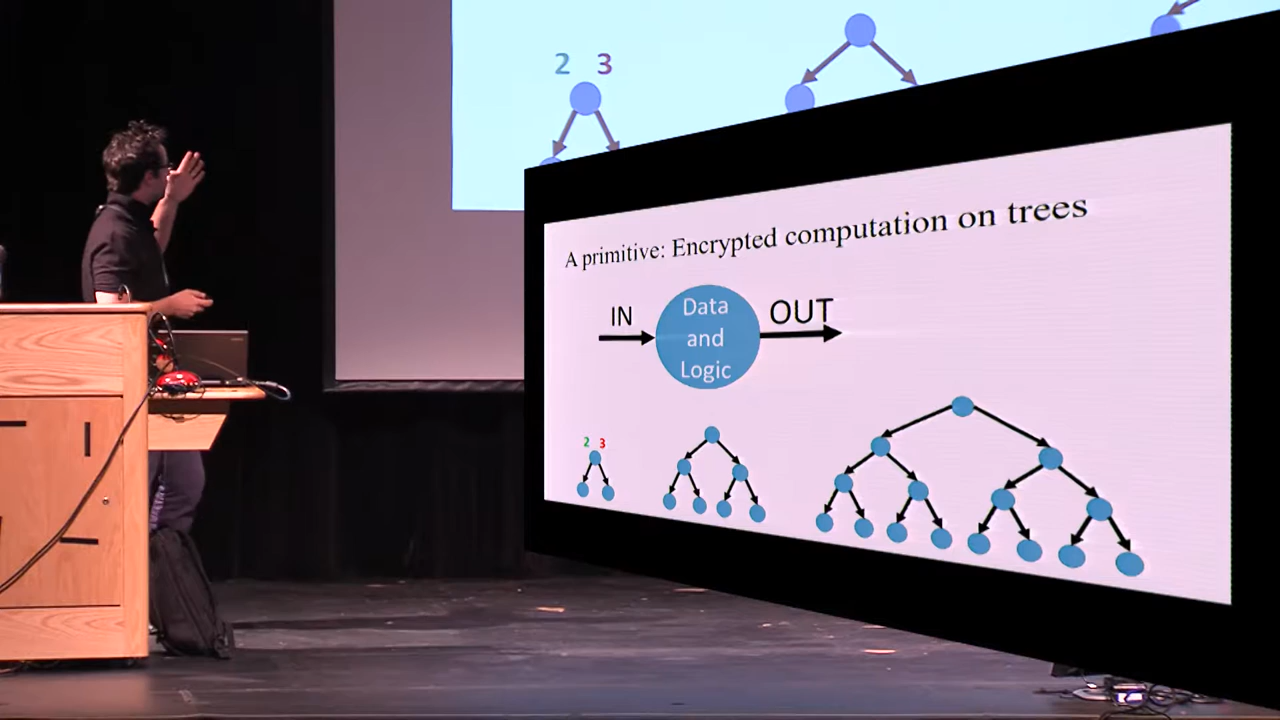 2 3
A primitive: Encrypted computation on trees
IN
Data
and
Logic
OUT
2 3